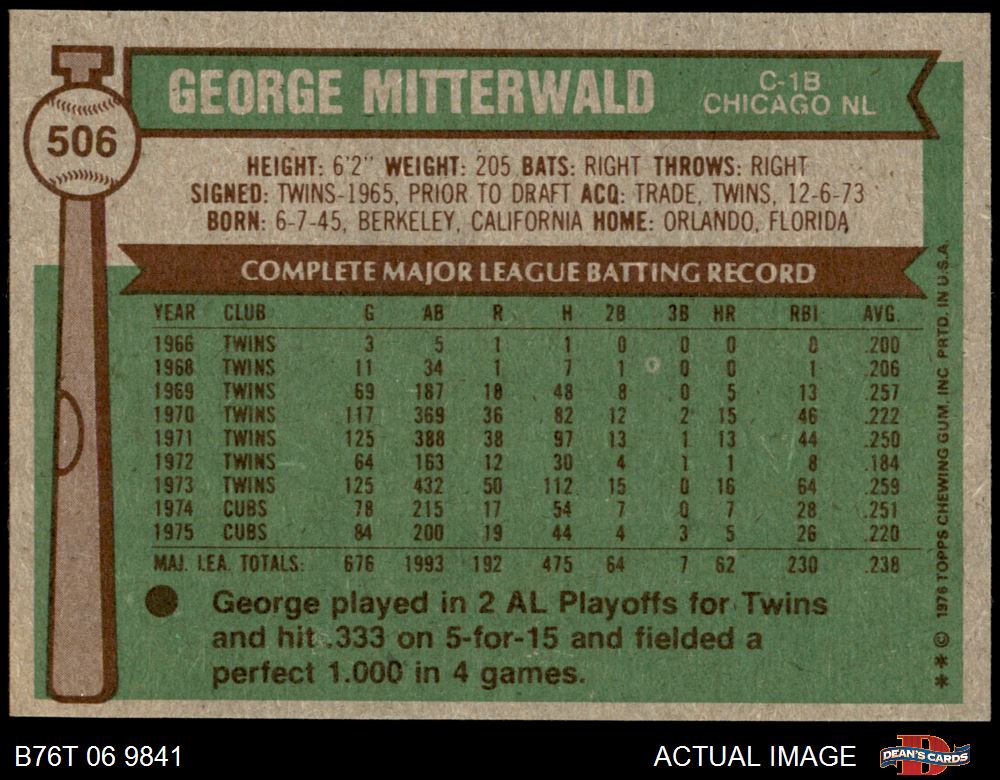 GEORGE MITTERWALD
C-1B
CHICAGO NL
506
HEIGHT: 6'2" WEIGHT: 205 BATS: RIGHT THROWS: RIGHT
SIGNED: TWINS-1965, PRIOR TO DRAFT ACQ: TRADE, TWINS, 12-6-73
BORN: 6-7-45, BERKELEY, CALIFORNIA HOME: ORLANDO, FLORIDA
COMPLETE MAJOR LEAGUE BATTING RECORD
YEAR CLUB G AB R H 2B 3B HR RBI AVG.
1966 TWINS 3 5 1 1 0 0 0 0 .200
1968 TWINS 11 34 1 7 1 0 0 1 .206
1969 TWINS 69 187 18 48 8 0 5 13 .257
1970 TWINS 117 369 36 82 12 2 15 46 .222
1971 TWINS 125 388 38 97 13 1 13 44 .250
1972 TWINS 64 163 12 30 4 1 1 8 .184
1973 TWINS 125 432 50 112 15 0 16 64 .259
1974 CUBS 78 215 17 54 7 0 7 28 .251
1975 CUBS 84 200 19 44 4 3 5 26 .220
MAJ. LEA. TOTALS: 676 1993 192 475 64 7 62 230 .238
George played in 2 AL Playoffs for Twins
and hit .333 on 5-for-15 and fielded a
perfect 1.000 in 4 games.
** © 1976 TOPPS CHEWING GUM, INC. PRTD. IN U.S.A.
B76T 06 9841
ACTUAL IMAGE
DEAN'S CARDS